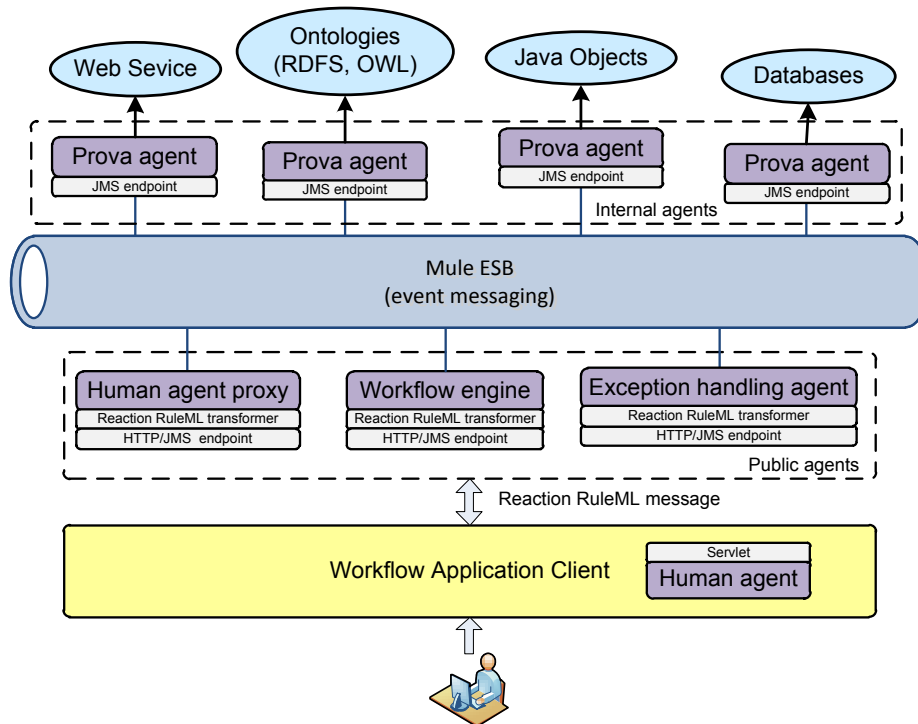 Web Sevice
Ontologies
(RDFS, OWL)
Java Objects
Databases
Prova agent
JMS endpoint
Prova agent
JMS endpoint
Prova agent
JMS endpoint
Prova agent
JMS endpoint
Internal agents
Mule ESB
(event messaging)
Human agent proxy
Reaction RuleML transformer
HTTP/JMS endpoint
Workflow engine
Reaction RuleML transformer
HTTP/JMS endpoint
Exception handling agent
Reaction RuleML transformer
HTTP/JMS endpoint
Public agents
Reaction RuleML message
Workflow Application Client
Servlet
Human agent